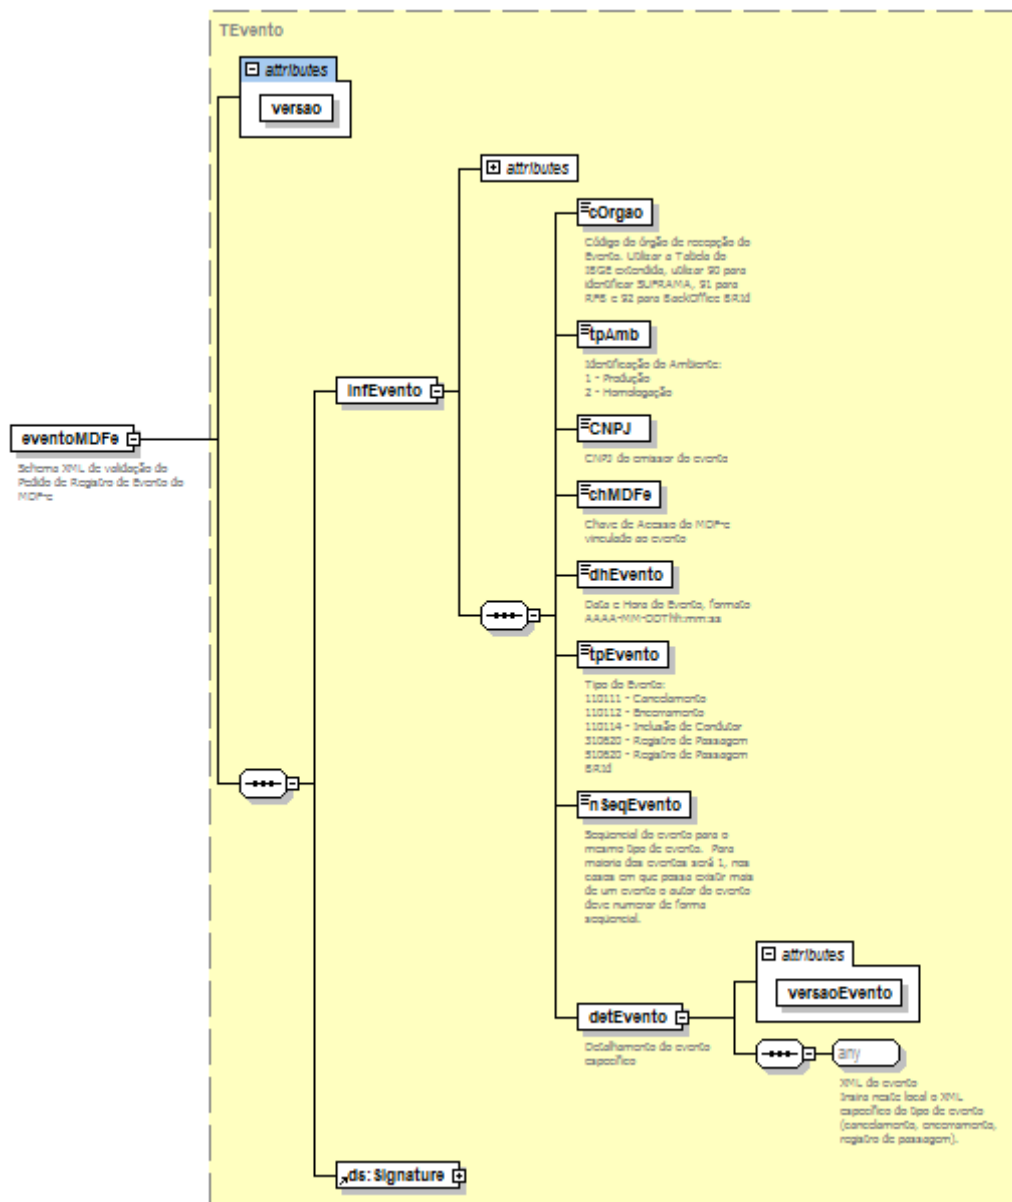 TEvento
attributes
versao
attributes
cOrgao
Código do órgão de recepção do
Evento. Utilizar a Tabela do
IBGE extendida, utilizar 90 para
identificar SUFRAMA, 91 para
RFB e 92 para BackOffice BRId
tpAmb
Identificação do Ambiente:
1 - Produção
2 - Homologação
infEvento
CNPJ
CNPJ do emissor do evento
eventoMDFe
Schema XML de validação do
Pedido de Registro de Evento do
MDF-e
chMDFe
Chave de Acesso do MDF-e
vinculado ao evento
dhEvento
Data e Hora do Evento, formato
AAAA-MM-DDThh:mm:ss
tpEvento
Tipo do Evento:
110111 - Cancelamento
110112 - Encerramento
110114 - Inclusão de Condutor
310620 - Registro de Passagem
510620 - Registro de Passagem
BRId
nSeqEvento
Seqüencial do evento para o
mesmo tipo de evento. Para
maioria dos eventos será 1, nos
casos em que possa existir mais
de um evento o autor do evento
deve numerar de forma
seqüencial.
attributes
versaoEvento
detEvento
Detalhamento do evento
específico
any
XML do evento
Insira neste local o XML
específico do tipo de evento
(cancelamento, encerramento,
registro de passagem).
ds:Signature